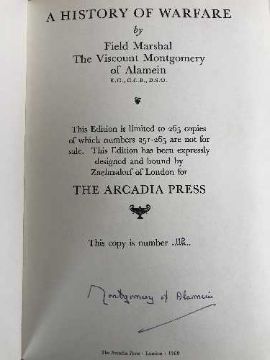 A HISTORY OF WARFARE
by
Field Marshal
The Viscount Montgomery
of Alamein
K.G., G.C.B., D.S.O.
This Edition is limited to 265 copies
of which numbers 251-265 are not for
sale. This Edition has been expressly
designed and bound by
Zaehnsdorf of London for
THE ARCADIA PRESS
This copy is number
Montgomery of Alamein
The Arcadia Press · London · 1969